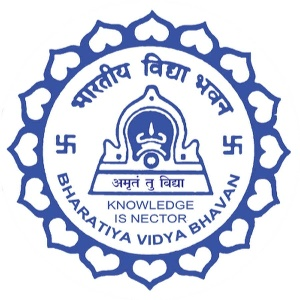 भारतीय विद्या भवन
अमृतं तु विद्या
KNOWLEDGE
IS NECTOR
BHARATIYA VIDYA BHAVAN